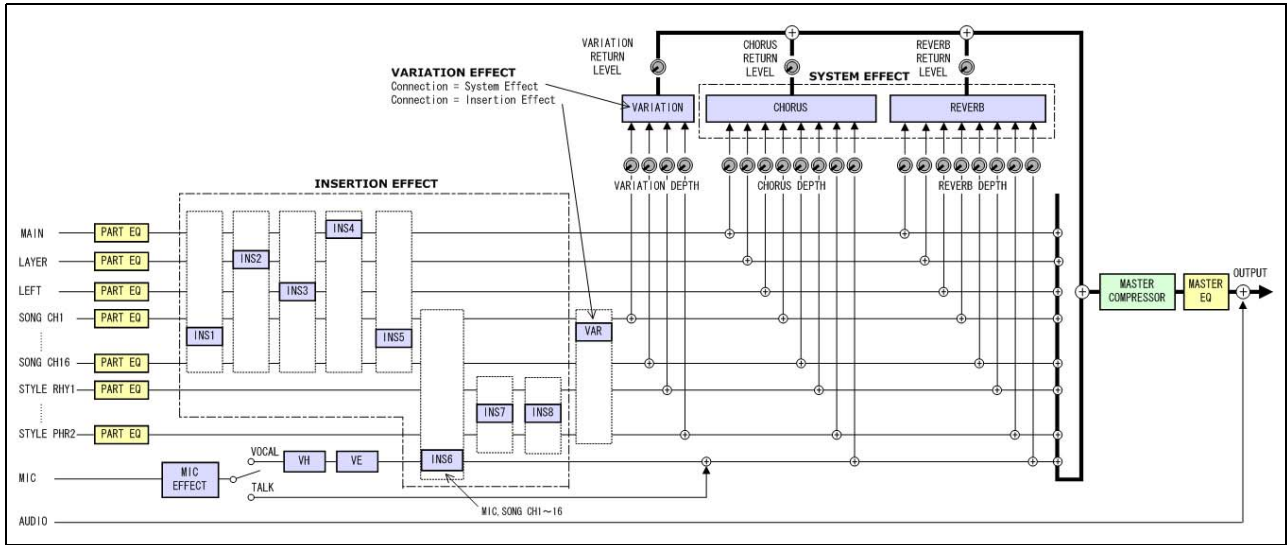 VARIATION
RETURN
LEVEL
CHORUS
RETURN
LEVEL
REVERB
RETURN
LEVEL
VARIATION EFFECT
Connection = System Effect
Connection = Insertion Effect
SYSTEM EFFECT
VARIATION
CHORUS
REVERB
VARIATION DEPTH
CHORUS DEPTH
REVERB DEPTH
INSERTION EFFECT
MAIN
PART EQ
INS4
LAYER
PART EQ
INS2
LEFT
PART EQ
INS3
SONG CH1
PART EQ
INS1
INS5
VAR
SONG CH16
PART EQ
STYLE RHY1
PART EQ
INS7
INS8
STYLE PHR2
PART EQ
MIC
MIC
EFFECT
VOCAL
VH
VE
INS6
TALK
MIC, SONG CH1~16
AUDIO
MASTER
COMPRESSOR
MASTER
EQ
OUTPUT